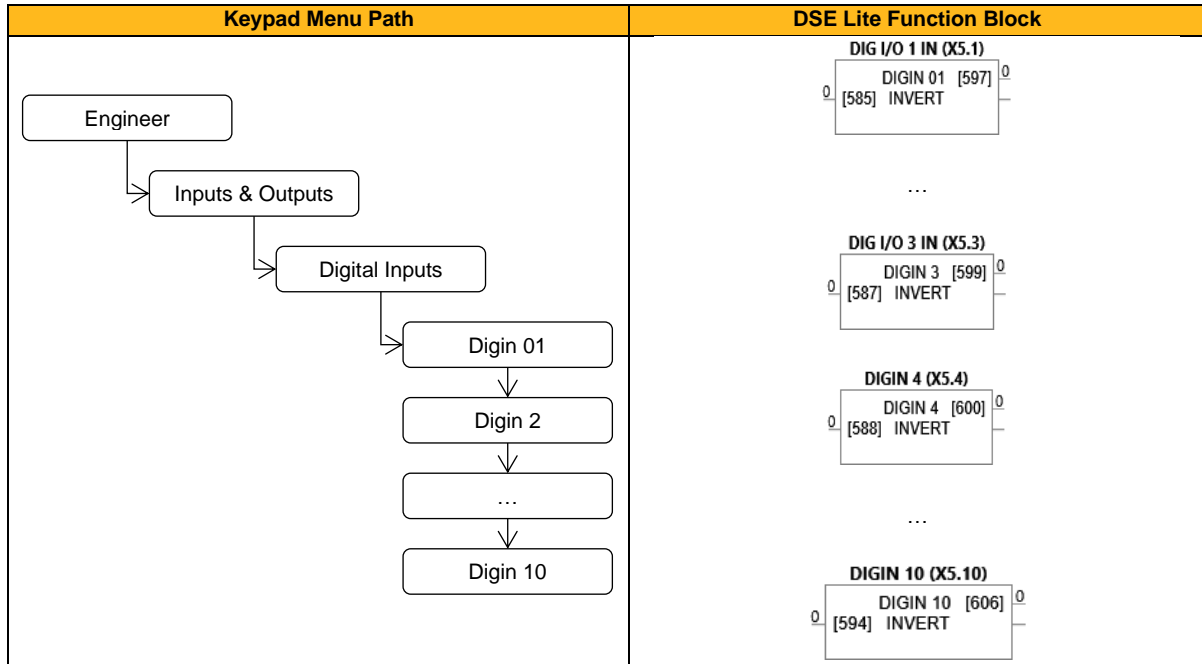 Keypad Menu Path
DSE Lite Function Block
Engineer
Inputs & Outputs
Digital Inputs
Digin 01
Digin 2
…
Digin 10
DIG I/O 1 IN (X5.1)
DIGIN 01 [597] 0
0 [585] INVERT
…
DIG I/O 3 IN (X5.3)
DIGIN 3 [599] 0
0 [587] INVERT
DIGIN 4 (X5.4)
DIGIN 4 [600] 0
0 [588] INVERT
…
DIGIN 10 (X5.10)
DIGIN 10 [606] 0
0 [594] INVERT